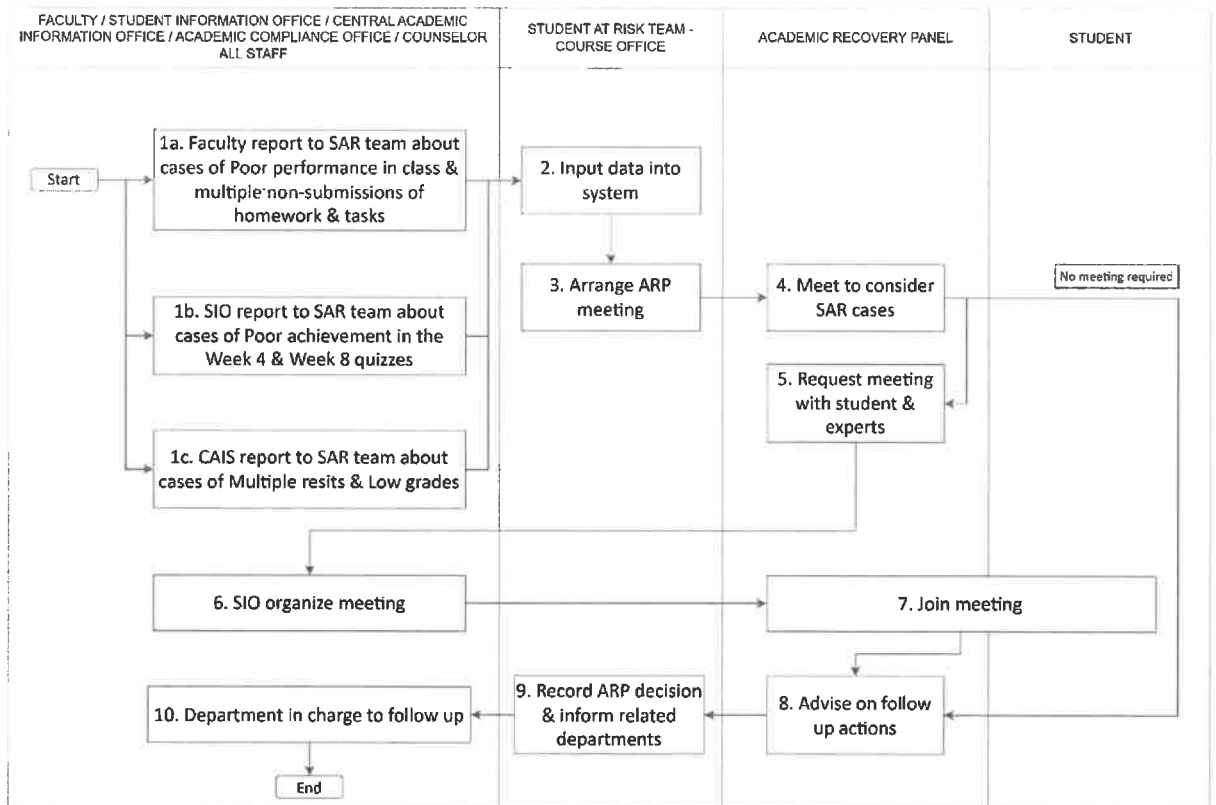 FACULTY / STUDENT INFORMATION OFFICE / CENTRAL ACADEMIC
INFORMATION OFFICE / ACADEMIC COMPLIANCE OFFICE / COUNSELOR
ALL STAFF
STUDENT AT RISK TEAM -
COURSE OFFICE
ACADEMIC RECOVERY PANEL
STUDENT
Start
1a. Faculty report to SAR team about
cases of Poor performance in class &
multiple non-submissions of
homework & tasks
2. Input data into
system
3. Arrange ARP
meeting
4. Meet to consider
SAR cases
No meeting required
1b. SIO report to SAR team about
cases of Poor achievement in the
Week 4 & Week 8 quizzes
5. Request meeting
with student &
experts
1c. CAIS report to SAR team about
cases of Multiple resits & Low grades
6. SIO organize meeting
7. Join meeting
8. Advise on follow
up actions
9. Record ARP decision
& inform related
departments
10. Department in charge to follow up
End